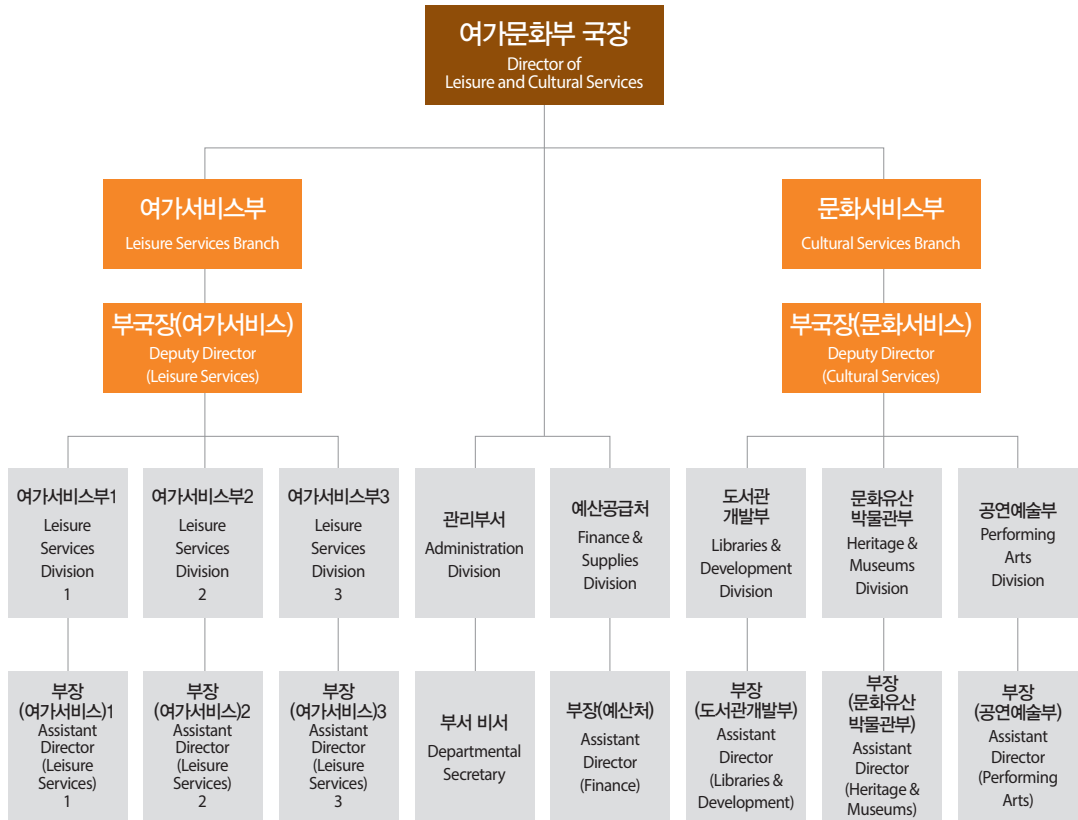 여가문화부 국장
Director of
Leisure and Cultural Services
여가서비스부
Leisure Services Branch
문화서비스부
Cultural Services Branch
부국장(여가서비스)
Deputy Director
(Leisure Services)
부국장(문화서비스)
Deputy Director
(Cultural Services)
여가서비스부1
Leisure
Services
Division
1
여가서비스부2
Leisure
Services
Division
2
여가서비스부3
Leisure
Services
Division
3
관리부서
Administration
Division
예산공급처
Finance &
Supplies
Division
도서관
개발부
Libraries &
Development
Division
문화유산
박물관부
Heritage &
Museums
Division
공연예술부
Performing
Arts
Division
부장
(여가서비스)1
Assistant
Director
(Leisure
Services)
1
부장
(여가서비스)2
Assistant
Director
(Leisure
Services)
2
부장
(여가서비스)3
Assistant
Director
(Leisure
Services)
3
부서 비서
Departmental
Secretary
부장(예산처)
Assistant
Director
(Finance)
부장
(도서관개발부)
Assistant
Director
(Libraries &
Development)
부장
(문화유산
박물관부)
Assistant
Director
(Heritage &
Museums)
부장
(공연예술부)
Assistant
Director
(Performing
Arts)